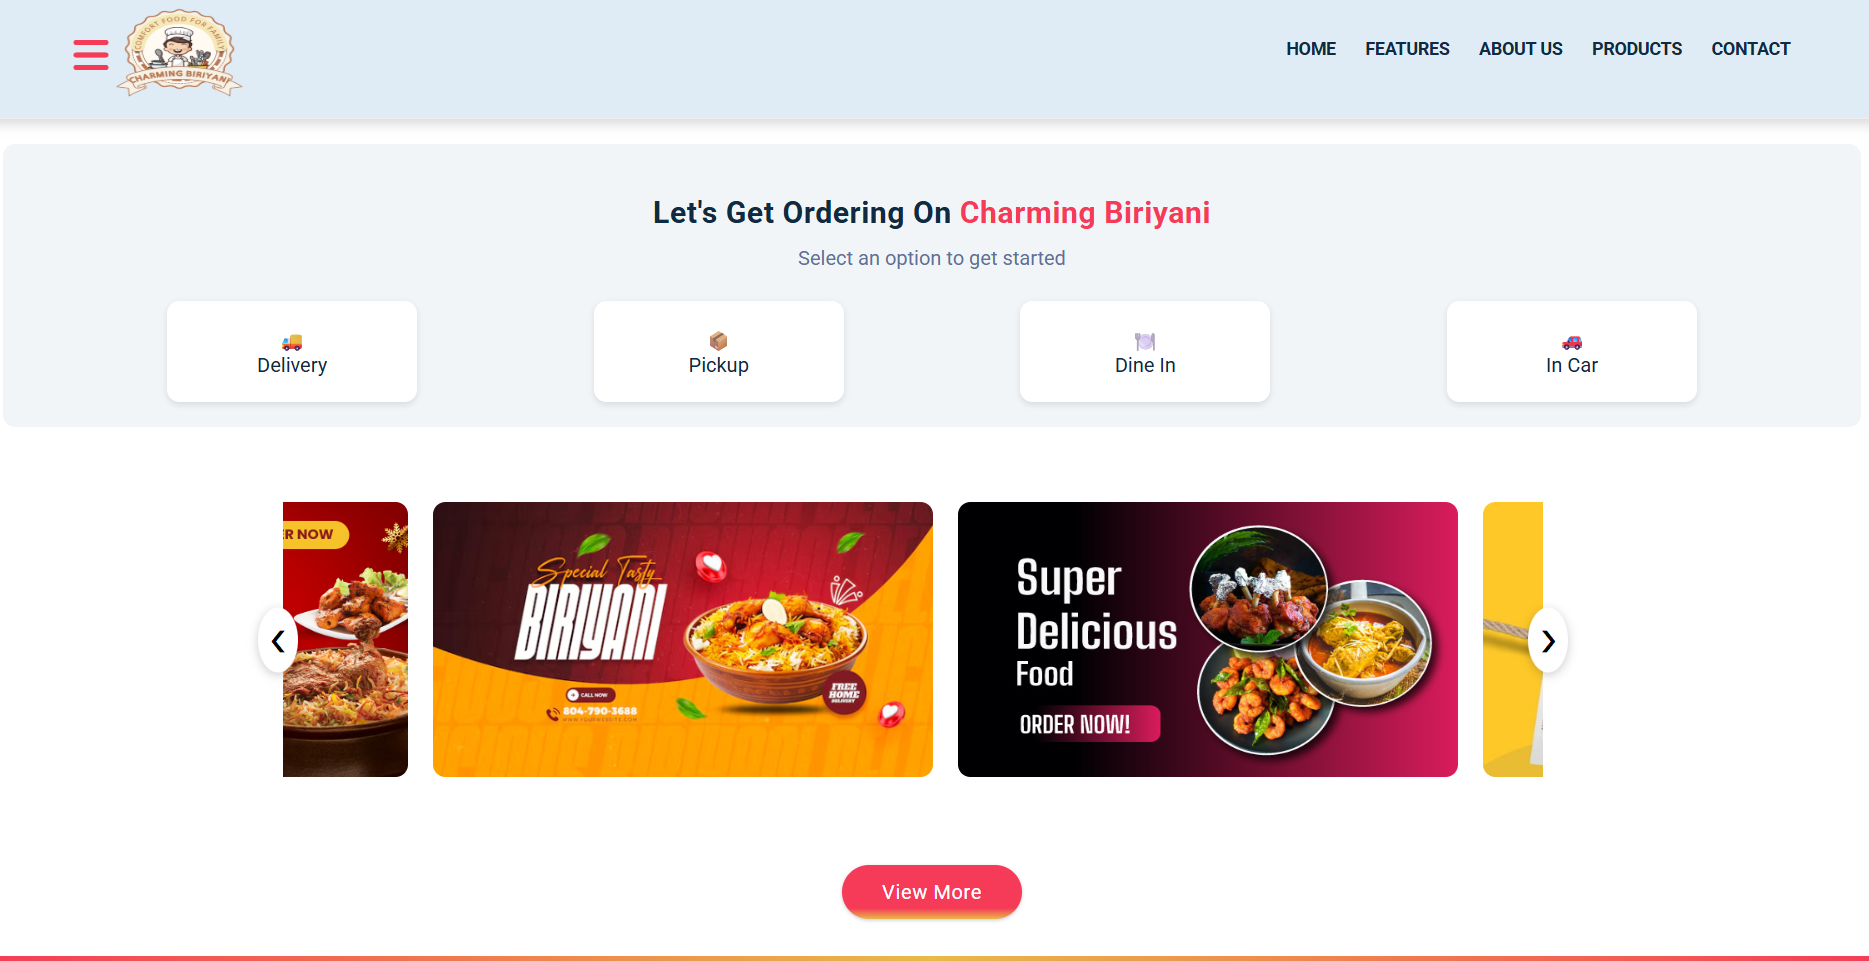 COMFORT FOOD FOR FAMILY
CHARMING BIRIYANI
HOME
FEATURES
ABOUT US
PRODUCTS
CONTACT
Let's Get Ordering On Charming Biriyani
Select an option to get started
Delivery
Pickup
Dine In
In Car
ER NOW
Special Tasty
BIRIYANI
CALL NOW
804-790-3688
WWW.YOURWEBSITE.COM
FREE
HOME
DELIVERY
Super
Delicious
Food
ORDER NOW!
View More